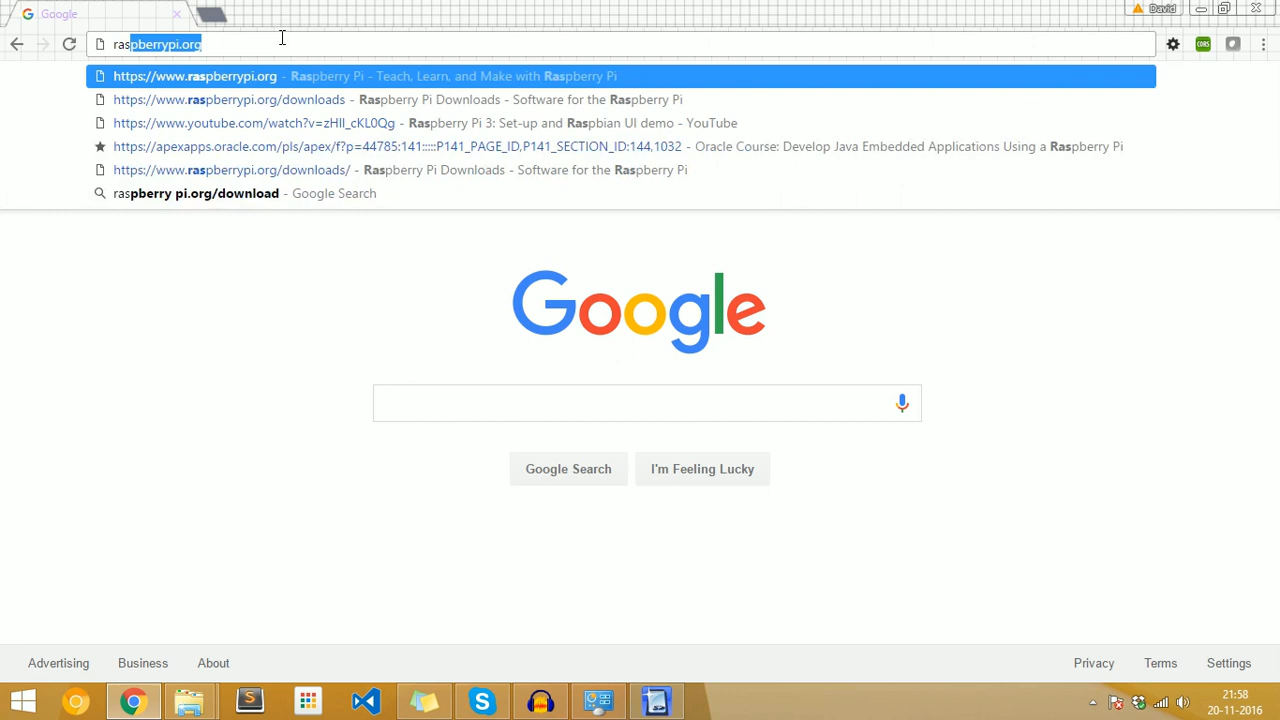 Google
David
raspberrypi.org
https://www.raspberrypi.org - Raspberry Pi - Teach, Learn, and Make with Raspberry Pi
https://www.raspberrypi.org/downloads - Raspberry Pi Downloads - Software for the Raspberry Pi
https://www.youtube.com/watch?v=zHII_cKL0Qg - Raspberry Pi 3: Set-up and Raspbian UI demo - YouTube
https://apexapps.oracle.com/pls/apex/f?p=44785:141:::::P141_PAGE_ID,P141_SECTION_ID:144,1032 - Oracle Course: Develop Java Embedded Applications Using a Raspberry Pi
https://www.raspberrypi.org/downloads/ - Raspberry Pi Downloads - Software for the Raspberry Pi
raspberry pi.org/download - Google Search
Google
Google Search
I'm Feeling Lucky
Advertising Business About
Privacy Terms Settings
CORS
21:58
20-11-2016